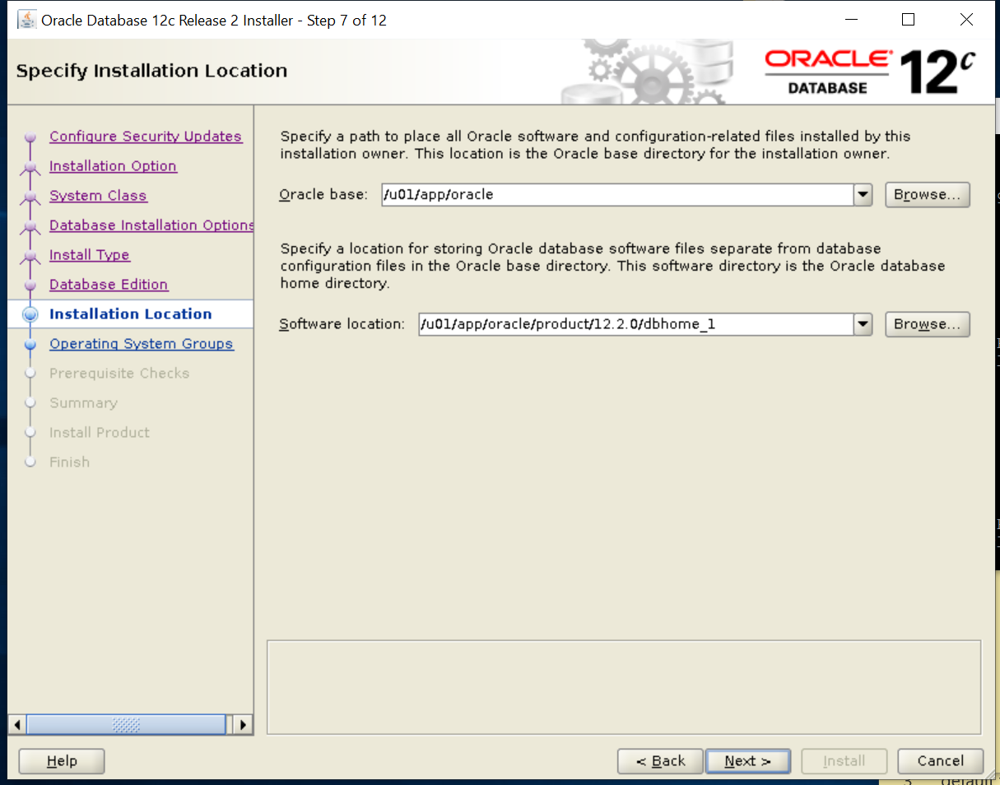 Oracle Database 12c Release 2 Installer - Step 7 of 12
Specify Installation Location
ORACLE
DATABASE
12c
Configure Security Updates
Installation Option
System Class
Database Installation Options
Install Type
Database Edition
Installation Location
Operating System Groups
Prerequisite Checks
Summary
Install Product
Finish
Specify a path to place all Oracle software and configuration-related files installed by this
installation owner. This location is the Oracle base directory for the installation owner.
Oracle base: /u01/app/oracle Browse...
Specify a location for storing Oracle database software files separate from database
configuration files in the Oracle base directory. This software directory is the Oracle database
home directory.
Software location: /u01/app/oracle/product/12.2.0/dbhome_1 Browse...
Help < Back Next > Install Cancel